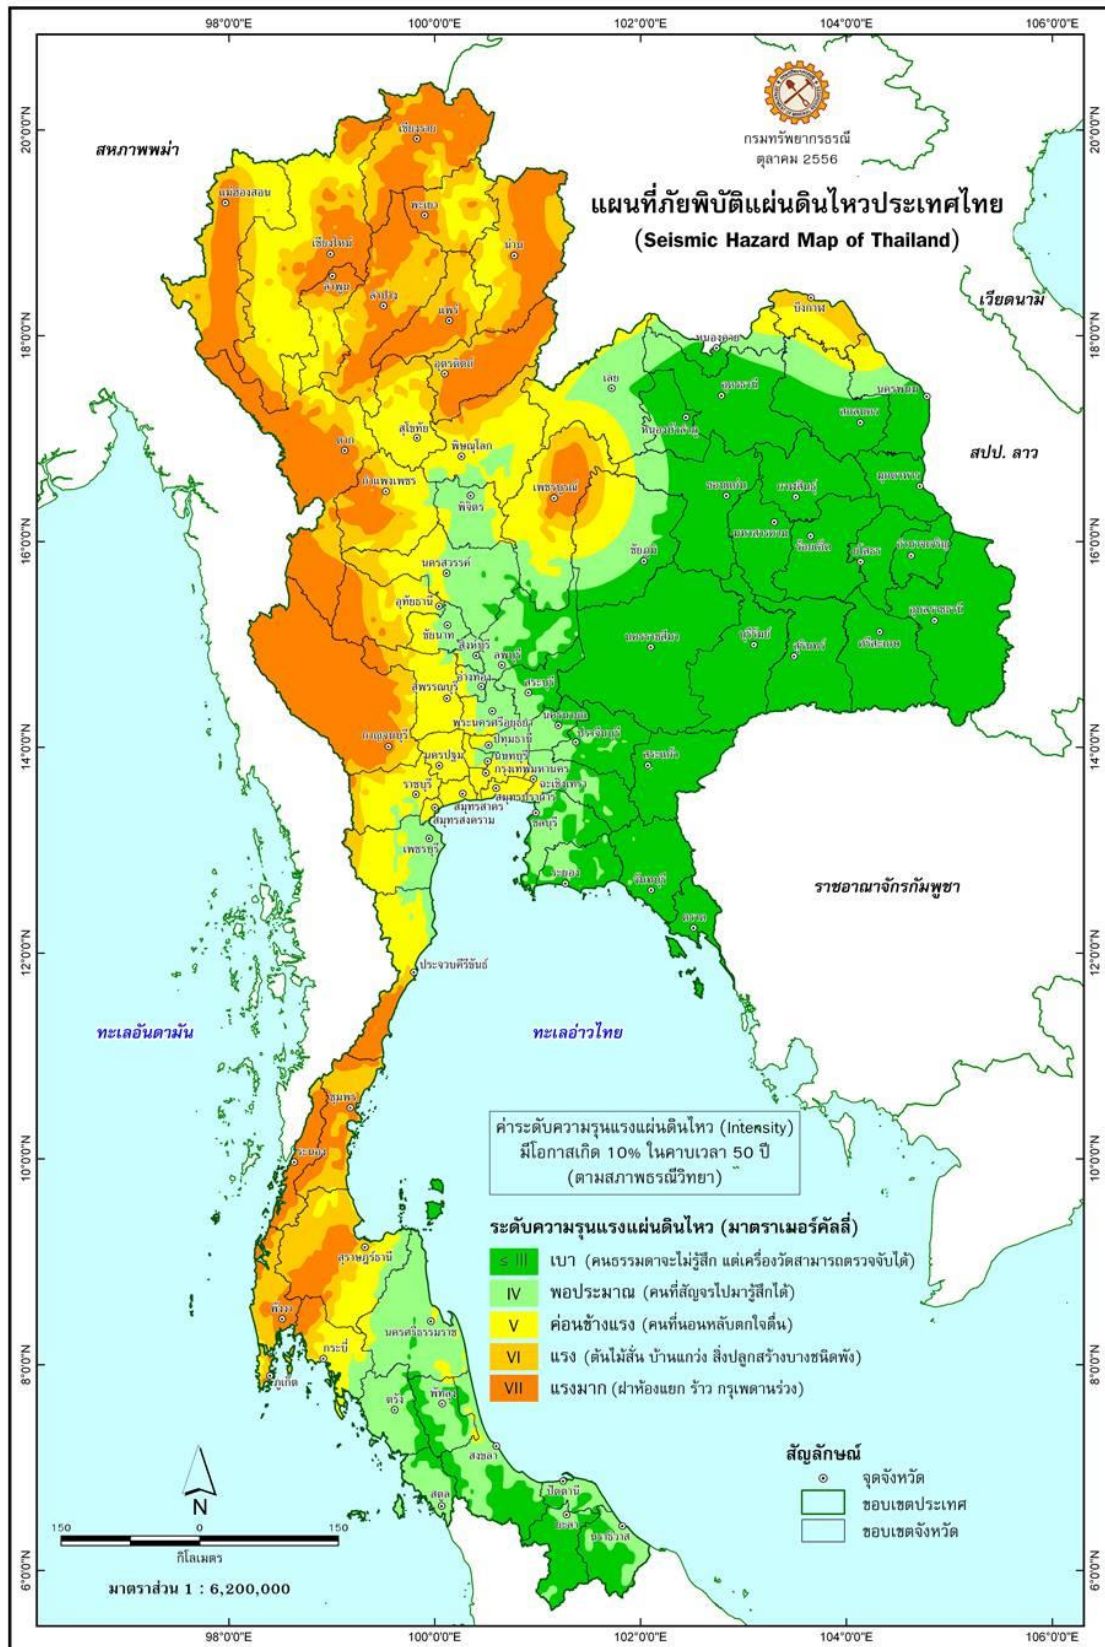 98°0'0"E
100°0'0"E
102°0'0"E
104°0'0"E
106°0'0"E
20°0'0"N
18°0'0"N
16°0'0"N
14°0'0"N
12°0'0"N
10°0'0"N
8°0'0"N
6°0'0"N
กรมทรัพยากรธรณี
ตุลาคม 2556
แผนที่ภัยพิบัติแผ่นดินไหวประเทศไทย
(Seismic Hazard Map of Thailand)
สหภาพพม่า
เวียดนาม
สปป. ลาว
ราชอาณาจักรกัมพูชา
ทะเลอันดามัน
ทะเลอ่าวไทย
เชียงราย
แม่ฮ่องสอน
พะเยา
เชียงใหม่
น่าน
ลำพูน
ลำปาง
แพร่
บึงกาฬ
หนองคาย
อุตรดิตถ์
เลย
อุดรธานี
นครพนม
สกลนคร
สุโขทัย
หนองบัวลำภู
ตาก
พิษณุโลก
กำแพงเพชร
เพชรบูรณ์
ขอนแก่น
กาฬสินธุ์
มุกดาหาร
พิจิตร
มหาสารคาม
ร้อยเอ็ด
ยโสธร
อำนาจเจริญ
ชัยภูมิ
นครสวรรค์
อุทัยธานี
ชัยนาท
อุบลราชธานี
นครราชสีมา
บุรีรัมย์
สุรินทร์
ศรีสะเกษ
สิงห์บุรี
ลพบุรี
อ่างทอง
สระบุรี
สุพรรณบุรี
พระนครศรีอยุธยา
นครนายก
ปราจีนบุรี
กาญจนบุรี
ปทุมธานี
สระแก้ว
นครปฐม
นนทบุรี
กรุงเทพมหานคร
ราชบุรี
ฉะเชิงเทรา
สมุทรปราการ
สมุทรสาคร
สมุทรสงคราม
ชลบุรี
เพชรบุรี
ระยอง
จันทบุรี
ตราด
ประจวบคีรีขันธ์
ชุมพร
ระนอง
สุราษฎร์ธานี
พังงา
นครศรีธรรมราช
กระบี่
ภูเก็ต
ตรัง
พัทลุง
สงขลา
สตูล
ปัตตานี
ยะลา
นราธิวาส
ค่าระดับความรุนแรงแผ่นดินไหว (Intensity)
มีโอกาสเกิด 10% ในคาบเวลา 50 ปี
(ตามสภาพธรณีวิทยา)
ระดับความรุนแรงแผ่นดินไหว (มาตราเมอร์คัลลี่)
≤ III เบา (คนธรรมดาจะไม่รู้สึก แต่เครื่องวัดสามารถตรวจจับได้)
IV พอประมาณ (คนที่สัญจรไปมารู้สึกได้)
V ค่อนข้างแรง (คนที่นอนหลับตกใจตื่น)
VI แรง (ต้นไม้สั่น บ้านแกว่ง สิ่งปลูกสร้างบางชนิดพัง)
VII แรงมาก (ฝาห้องแยก ร้าว กรุเพดานร่วง)
สัญลักษณ์
จุดจังหวัด
ขอบเขตประเทศ
ขอบเขตจังหวัด
N
150 0 150
กิโลเมตร
มาตราส่วน 1 : 6,200,000
98°0'0"E
100°0'0"E
102°0'0"E
104°0'0"E
106°0'0"E
20°0'0"N
18°0'0"N
16°0'0"N
14°0'0"N
12°0'0"N
10°0'0"N
8°0'0"N
6°0'0"N